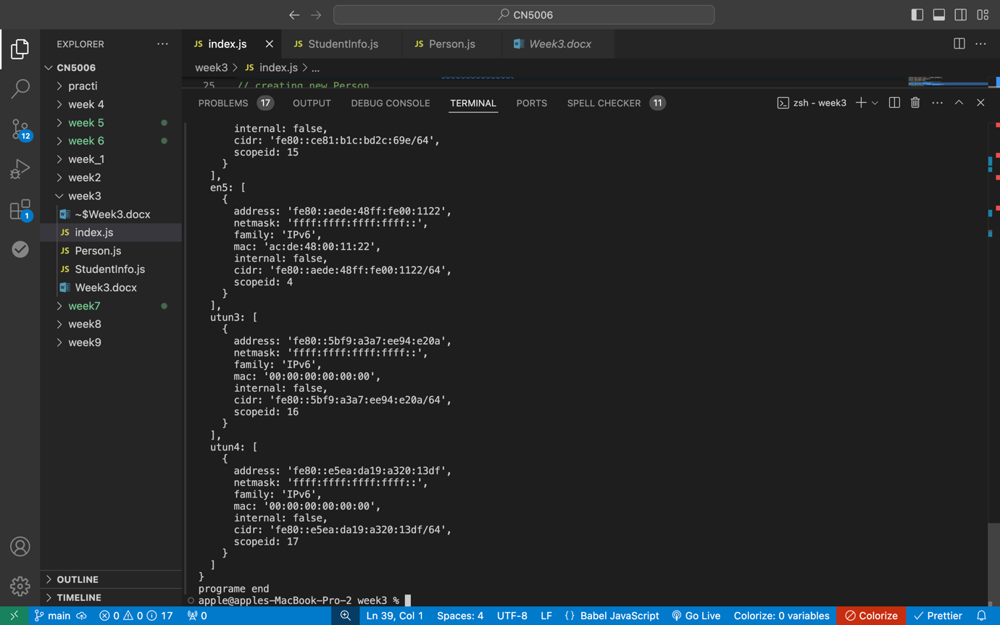 CN5006
EXPLORER
CN5006
practi
week 4
week 5
week 6
week_1
week2
week3
~$Week3.docx
JS index.js
JS Person.js
JS StudentInfo.js
Week3.docx
week7
week8
week9
OUTLINE
TIMELINE
12
1
JS index.js JS StudentInfo.js JS Person.js Week3.docx
week3 > JS index.js > ...
25 // creating new Person
PROBLEMS 17 OUTPUT DEBUG CONSOLE TERMINAL PORTS SPELL CHECKER 11 zsh - week3
internal: false,
cidr: 'fe80::ce81:b1c:bd2c:69e/64',
scopeid: 15
}
],
en5: [
{
address: 'fe80::aede:48ff:fe00:1122',
netmask: 'ffff:ffff:ffff:ffff::',
family: 'IPv6',
mac: 'ac:de:48:00:11:22',
internal: false,
cidr: 'fe80::aede:48ff:fe00:1122/64',
scopeid: 4
}
],
utun3: [
{
address: 'fe80::5bf9:a3a7:ee94:e20a',
netmask: 'ffff:ffff:ffff:ffff::',
family: 'IPv6',
mac: '00:00:00:00:00:00',
internal: false,
cidr: 'fe80::5bf9:a3a7:ee94:e20a/64',
scopeid: 16
}
],
utun4: [
{
address: 'fe80::e5ea:da19:a320:13df',
netmask: 'ffff:ffff:ffff:ffff::',
family: 'IPv6',
mac: '00:00:00:00:00:00',
internal: false,
cidr: 'fe80::e5ea:da19:a320:13df/64',
scopeid: 17
}
]
}
programe end
apple@apples-MacBook-Pro-2 week3 %
main 0 0 17 0 Ln 39, Col 1 Spaces: 4 UTF-8 LF {} Babel JavaScript Go Live Colorize: 0 variables Colorize Prettier